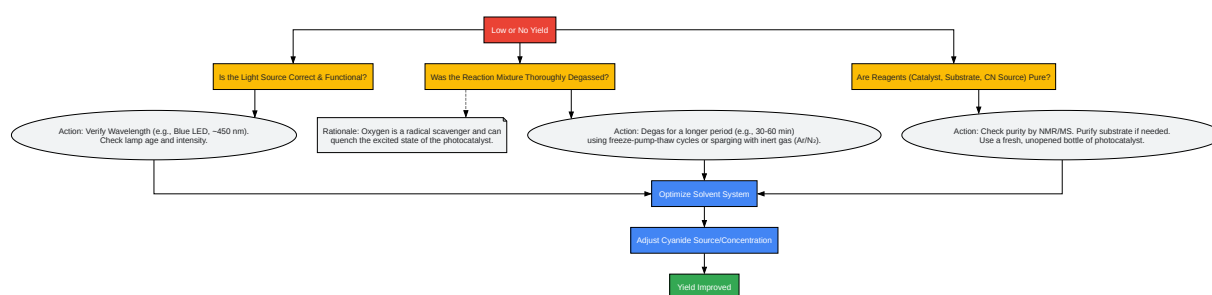 Low or No Yield
Is the Light Source Correct & Functional?
Was the Reaction Mixture Thoroughly Degassed?
Are Reagents (Catalyst, Substrate, CN Source) Pure?
Action: Verify Wavelength (e.g., Blue LED, ~450 nm).
Check lamp age and intensity.
Rationale: Oxygen is a radical scavenger and can
quench the excited state of the photocatalyst.
Action: Degas for a longer period (e.g., 30-60 min)
using freeze-pump-thaw cycles or sparging with inert gas (Ar/N₂).
Action: Check purity by NMR/MS. Purify substrate if needed.
Use a fresh, unopened bottle of photocatalyst.
Optimize Solvent System
Adjust Cyanide Source/Concentration
Yield Improved